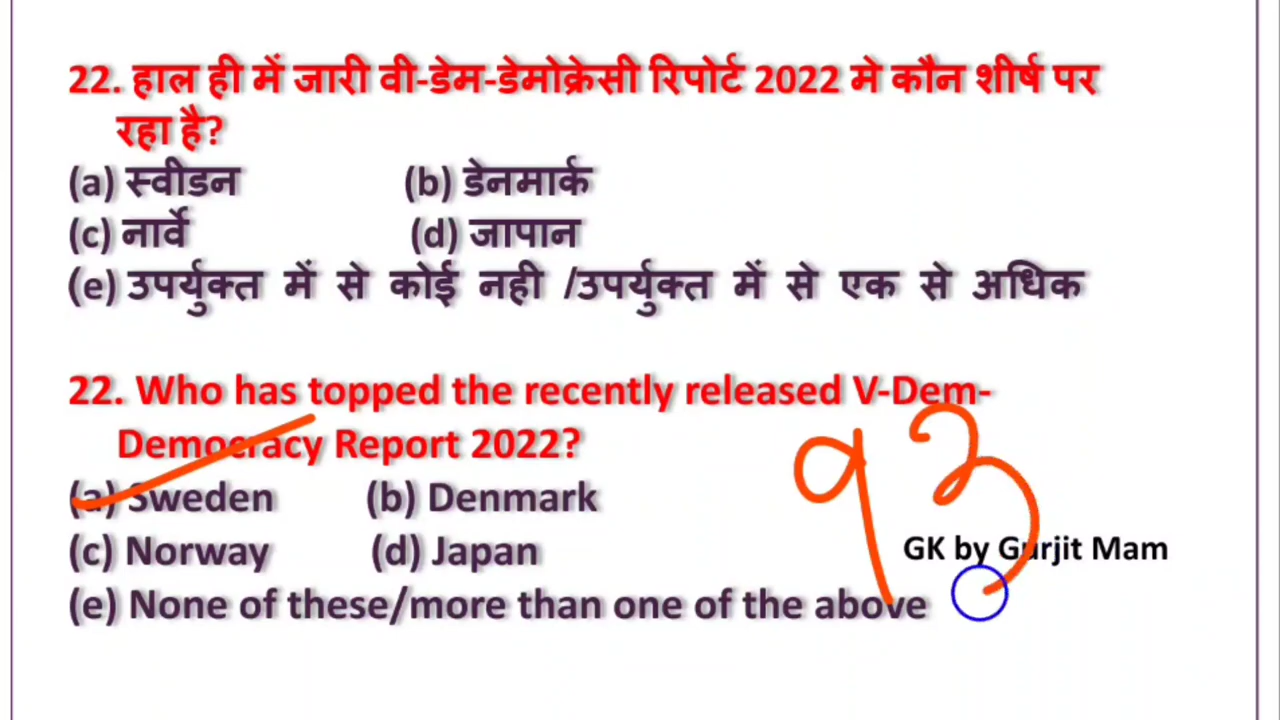 22. हाल ही में जारी वी-डेम-डेमोक्रेसी रिपोर्ट 2022 मे कौन शीर्ष पर
रहा है?
(a) स्वीडन (b) डेनमार्क
(c) नार्वे (d) जापान
(e) उपर्युक्त में से कोई नही /उपर्युक्त में से एक से अधिक
22. Who has topped the recently released V-Dem-
Democracy Report 2022?
(a) Sweden (b) Denmark
93
(c) Norway (d) Japan
GK by Gurjit Mam
(e) None of these/more than one of the above